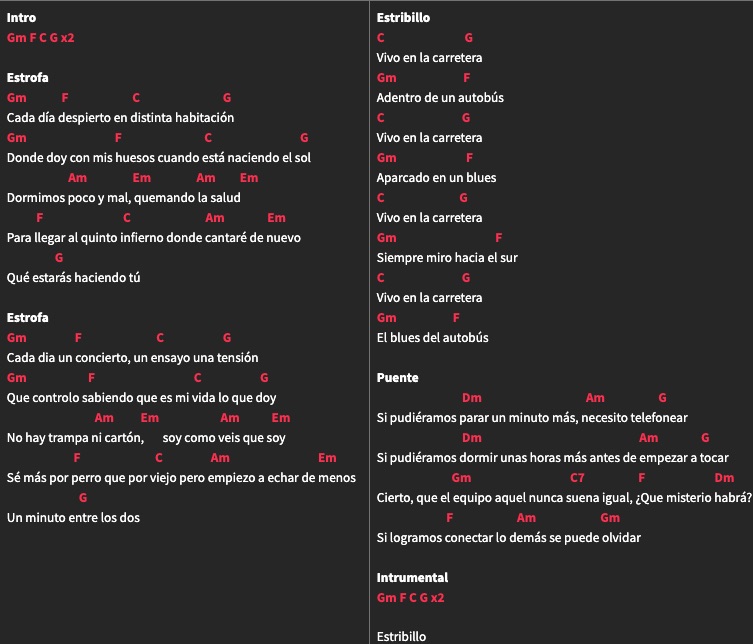 Intro
Gm F C G x2
Estrofa
Gm F C G
Cada día despierto en distinta habitación
Gm F C G
Donde doy con mis huesos cuando está naciendo el sol
Am Em Am Em
Dormimos poco y mal, quemando la salud
F C Am Em
Para llegar al quinto infierno donde cantaré de nuevo
G
Qué estarás haciendo tú
Estrofa
Gm F C G
Cada dia un concierto, un ensayo una tensión
Gm F C G
Que controlo sabiendo que es mi vida lo que doy
Am Em Am Em
No hay trampa ni cartón, soy como veis que soy
F C Am Em
Sé más por perro que por viejo pero empiezo a echar de menos
G
Un minuto entre los dos
Estribillo
C G
Vivo en la carretera
Gm F
Adentro de un autobús
C G
Vivo en la carretera
Gm F
Aparcado en un blues
C G
Vivo en la carretera
Gm F
Siempre miro hacia el sur
C G
Vivo en la carretera
Gm F
El blues del autobús
Puente
Dm Am G
Si pudiéramos parar un minuto más, necesito telefonear
Dm Am G
Si pudiéramos dormir unas horas más antes de empezar a tocar
Gm C7 F Dm
Cierto, que el equipo aquel nunca suena igual, ¿Que misterio habrá?
F Am Gm
Si logramos conectar lo demás se puede olvidar
Intrumental
Gm F C G x2
Estribillo